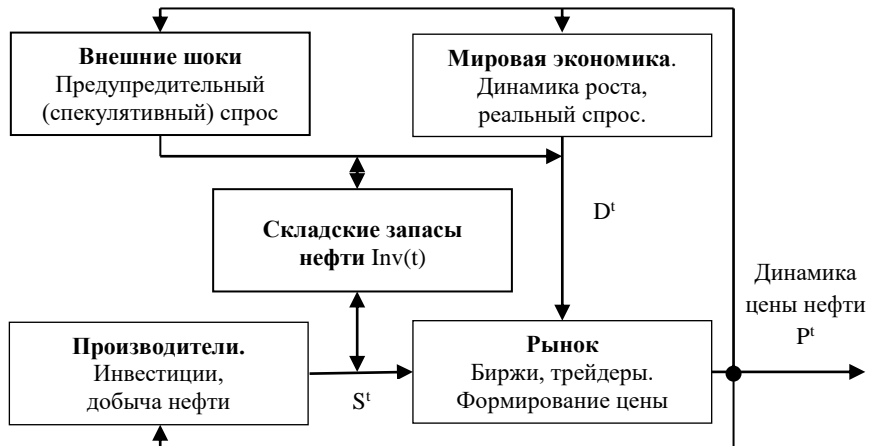 Внешние шоки
Предупредительный
(спекулятивный) спрос
Мировая экономика.
Динамика роста,
реальный спрос.
Складские запасы
нефти Inv(t)
Dᵗ
Динамика
цены нефти
Pᵗ
Производители.
Инвестиции,
добыча нефти
Sᵗ
Рынок
Биржи, трейдеры.
Формирование цены